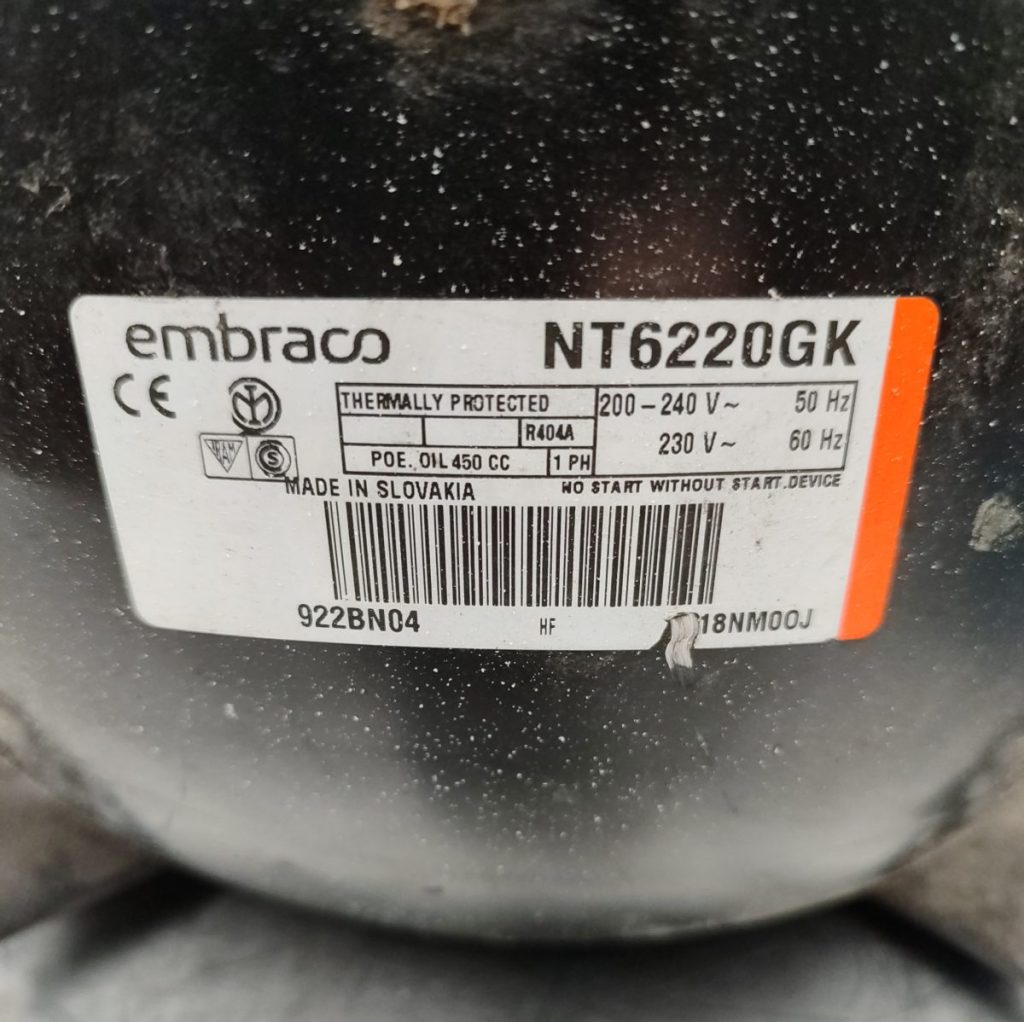 embraco NT6220GK
CE
THERMALLY PROTECTED 200-240 V~ 50 Hz
R404A 230 V~ 60 Hz
POE. OIL 450 CC 1 PH
S
MADE IN SLOVAKIA NO START WITHOUT START.DEVICE
922BN04 HF 18NM00J